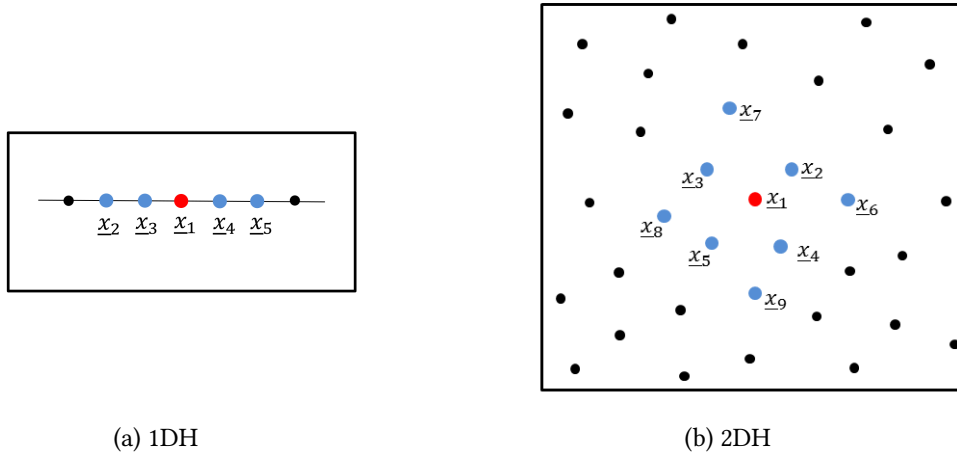 x₂ x₃ x₁ x₄ x₅
(a) 1DH
x₇
x₃ x₂
x₁ x₆
x₈
x₅ x₄
x₉
(b) 2DH